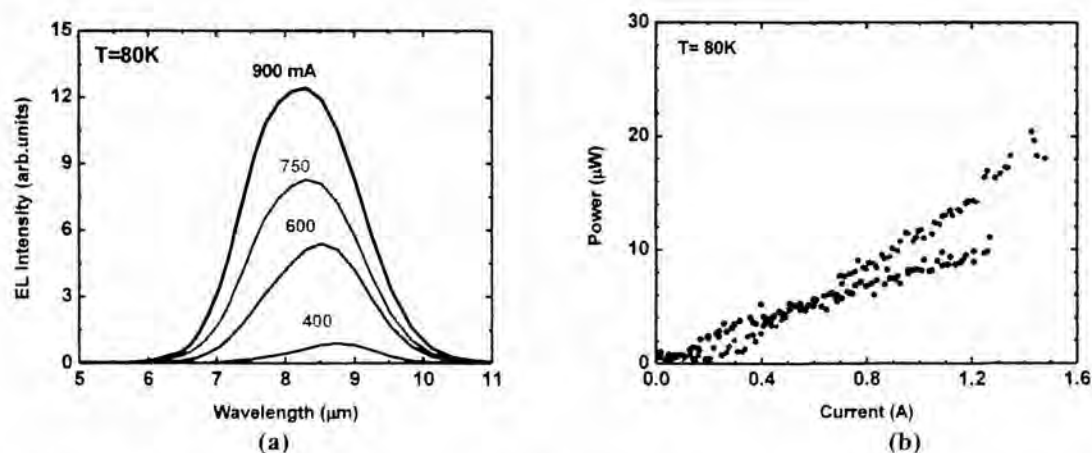 15
12
9
6
3
0
EL Intensity (arb.units)
T=80K
900 mA
750
600
400
5 6 7 8 9 10 11
Wavelength (μm)
(a)
30
20
10
0
Power (μW)
T= 80K
0.0 0.4 0.8 1.2 1.6
Current (A)
(b)